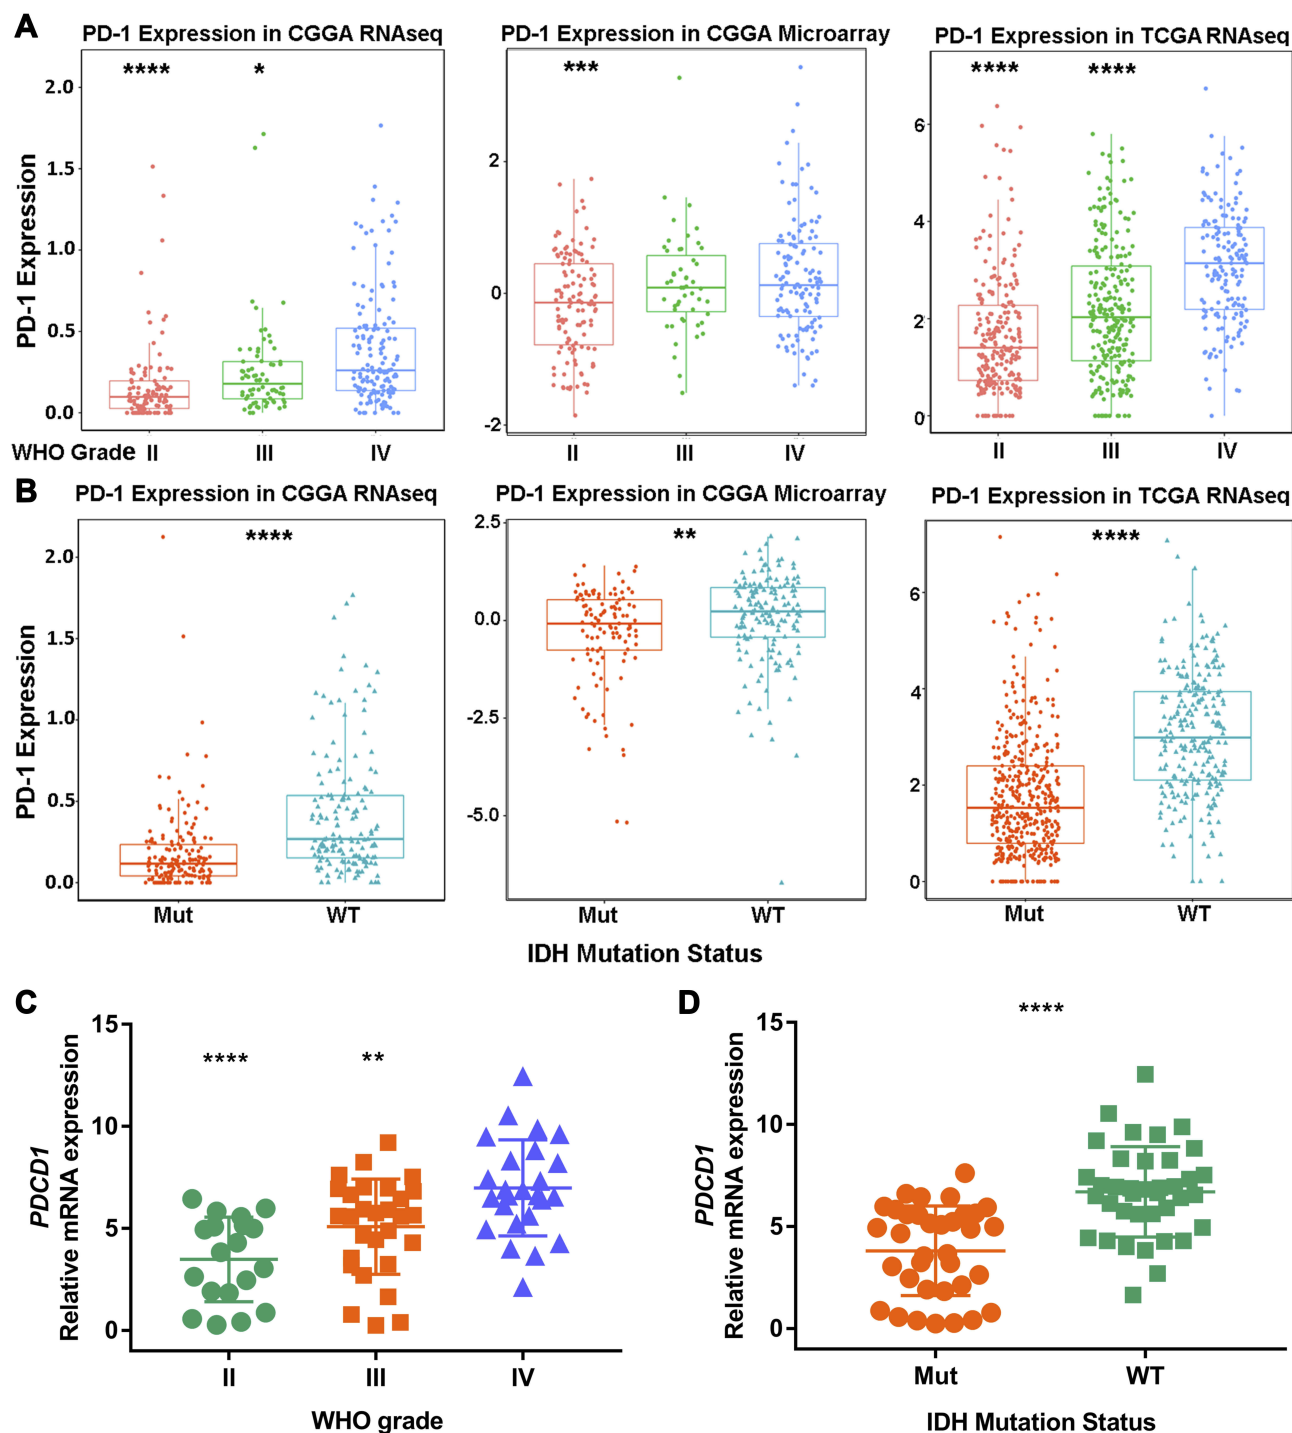 A
PD-1 Expression in CGGA RNAseq
PD-1 Expression in CGGA Microarray
PD-1 Expression in TCGA RNAseq
PD-1 Expression
2.0
1.5
1.0
0.5
0.0
**** *
2
0
-2
***
6
4
2
0
**** ****
WHO Grade II III IV
II III IV
II III IV
B
PD-1 Expression in CGGA RNAseq
PD-1 Expression in CGGA Microarray
PD-1 Expression in TCGA RNAseq
PD-1 Expression
2.0
1.5
1.0
0.5
0.0
****
2.5
0.0
-2.5
-5.0
**
6
4
2
0
****
Mut WT
Mut WT
Mut WT
IDH Mutation Status
C
PDCD1
Relative mRNA expression
15
10
5
0
**** **
II III IV
WHO grade
D
PDCD1
Relative mRNA expression
15
10
5
0
****
Mut WT
IDH Mutation Status